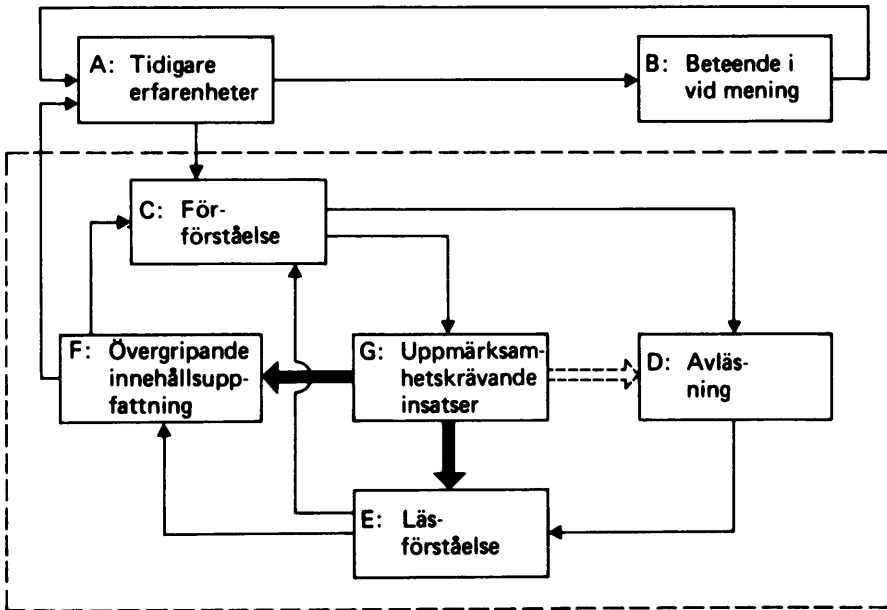 A: Tidigare
erfarenheter
B: Beteende i
vid mening
C: För-
förståelse
F: Övergripande
innehållsupp-
fattning
G: Uppmärksam-
hetskrävande
insatser
D: Avläs-
ning
E: Läs-
förståelse